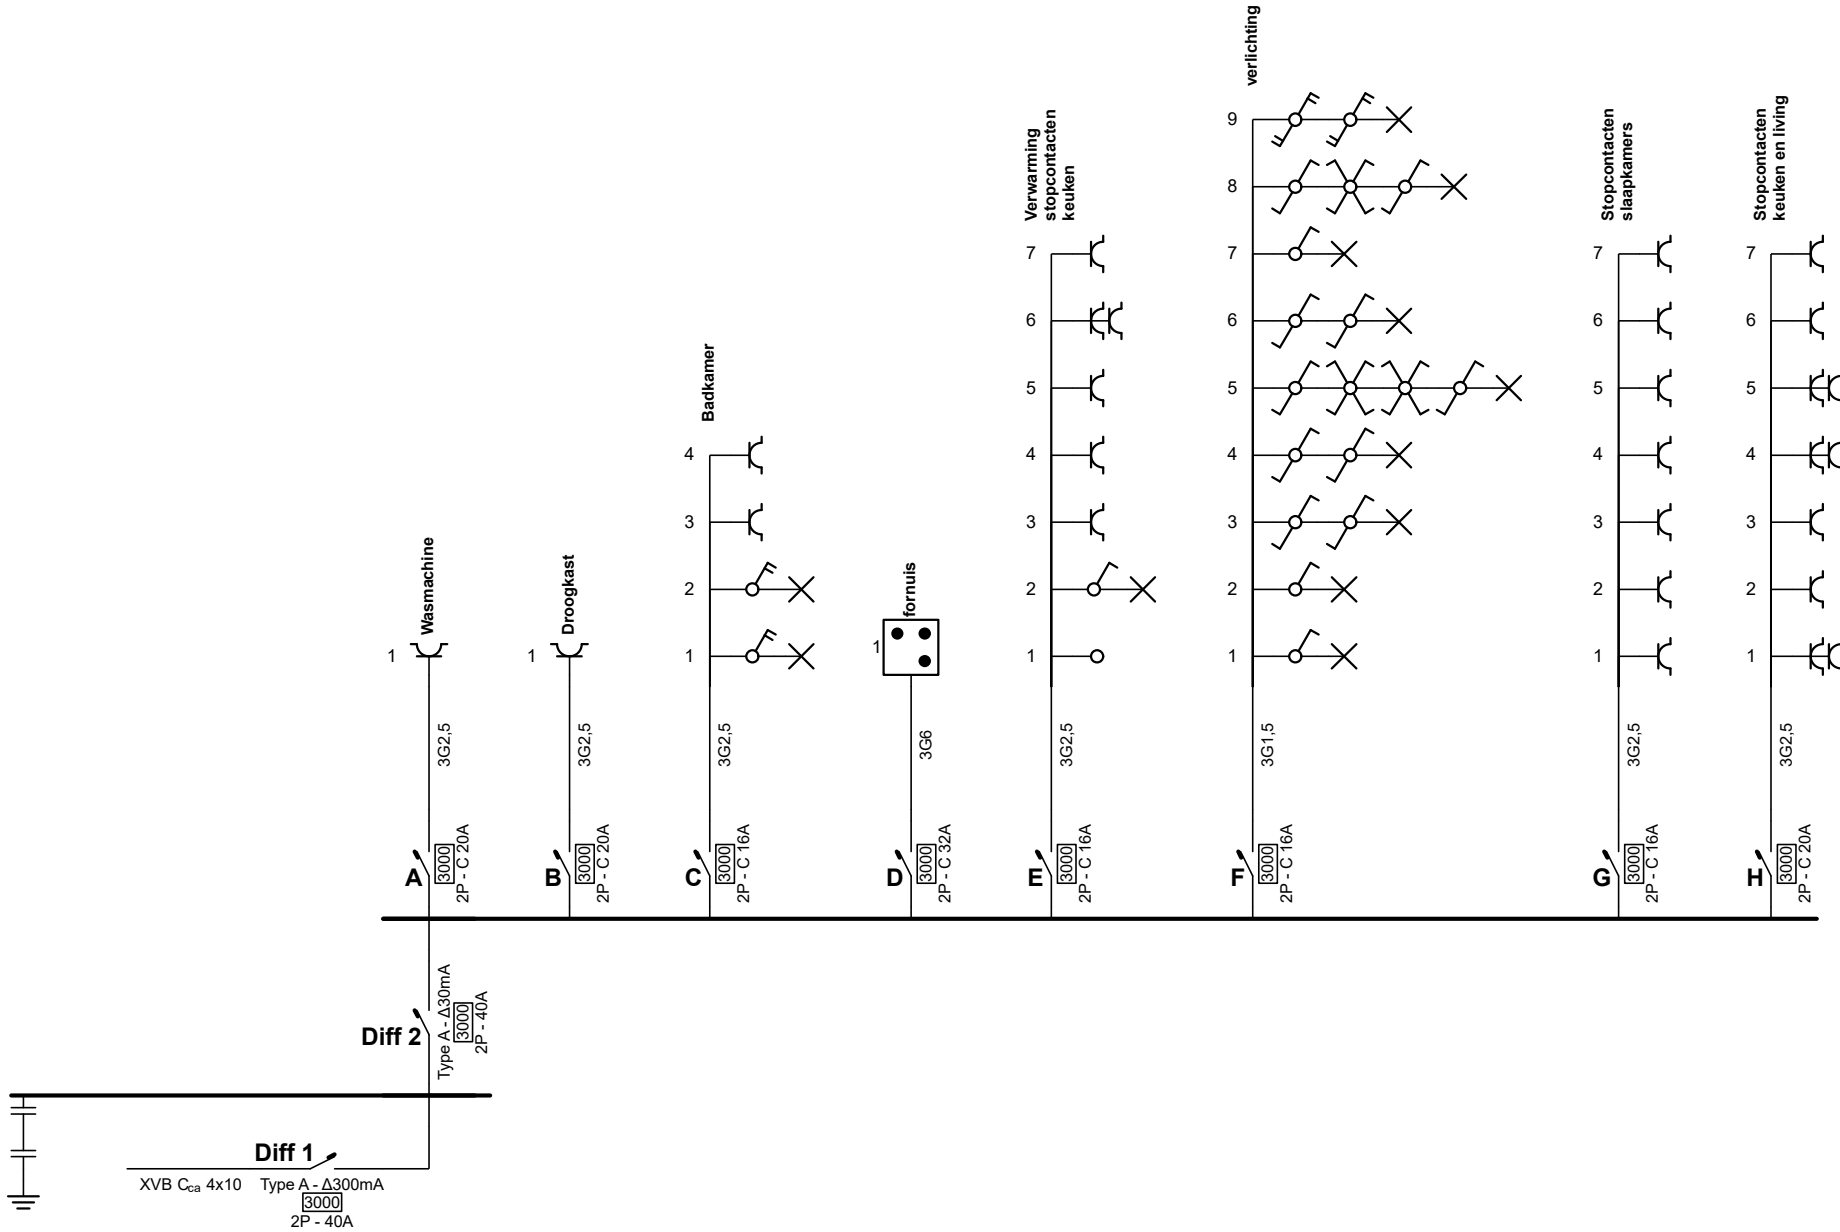 verlichting
9
8
7
6
5
4
3
2
1
3G1,5
F
3000
2P - C 16A
Verwarming
stopcontacten
keuken
7
6
5
4
3
2
1
3G2,5
E
3000
2P - C 16A
Stopcontacten
slaapkamers
7
6
5
4
3
2
1
3G2,5
G
3000
2P - C 16A
Stopcontacten
keuken en living
7
6
5
4
3
2
1
3G2,5
H
3000
2P - C 20A
Badkamer
4
3
2
1
3G2,5
C
3000
2P - C 16A
Wasmachine
1
3G2,5
A
3000
2P - C 20A
Droogkast
1
3G2,5
B
3000
2P - C 20A
fornuis
1
3G6
D
3000
2P - C 32A
Diff 2
Type A - Δ30mA
3000
2P - 40A
Diff 1
XVB Cca 4x10
Type A - Δ300mA
3000
2P - 40A